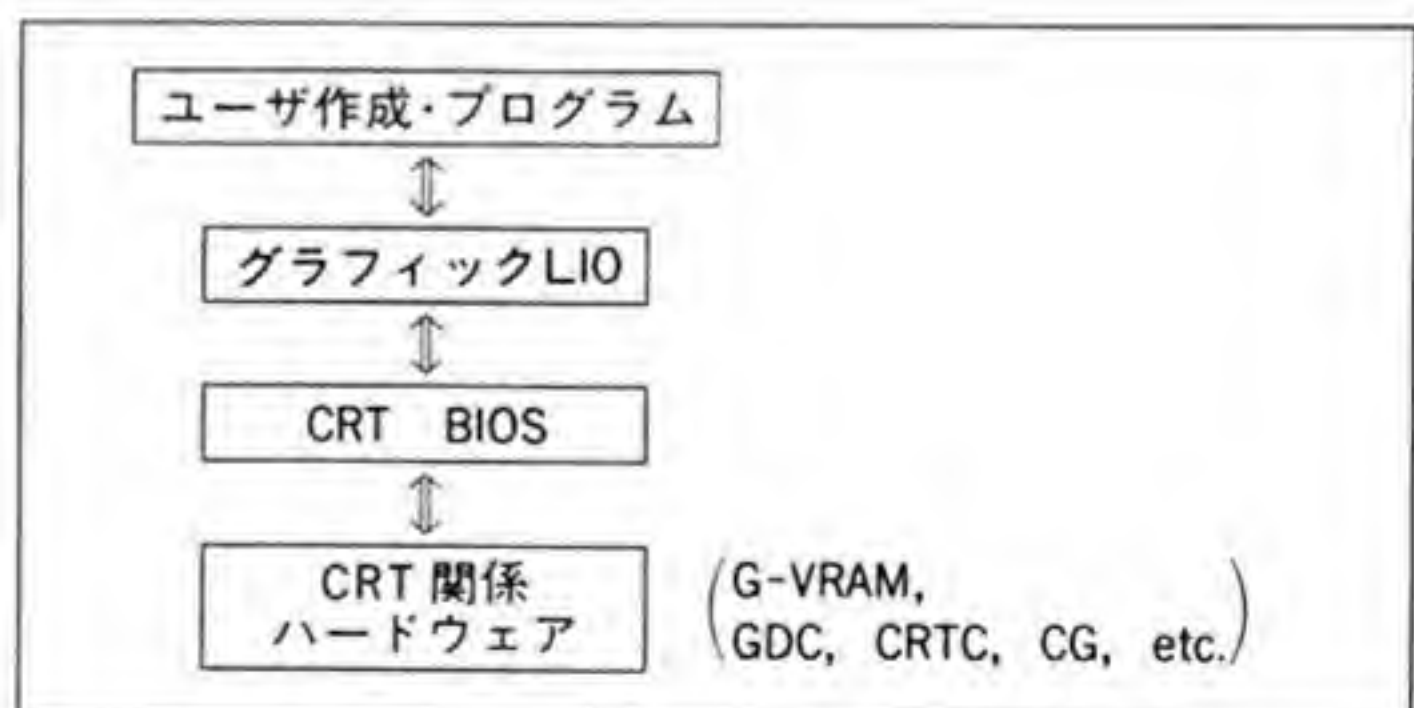 ユーザ作成・プログラム
グラフィックLIO
CRT BIOS
CRT 関係
ハードウェア
(G-VRAM,
GDC, CRTC, CG, etc.)